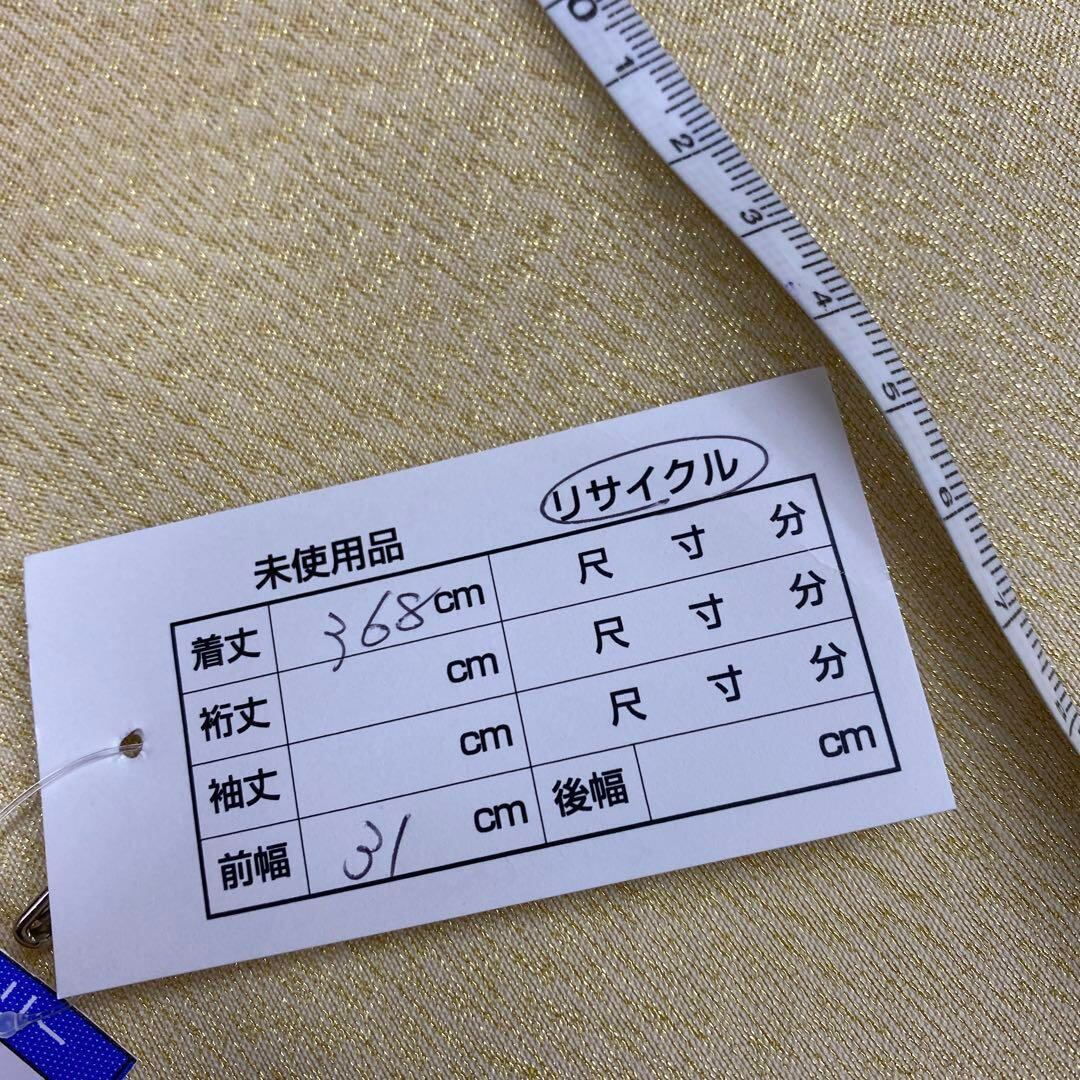 0 1 2 3 4 5 6 7
未使用品 リサイクル
着丈 368 cm 尺 寸 分
裄丈 cm 尺 寸 分
袖丈 cm 尺 寸 分
前幅 31 cm 後幅 cm